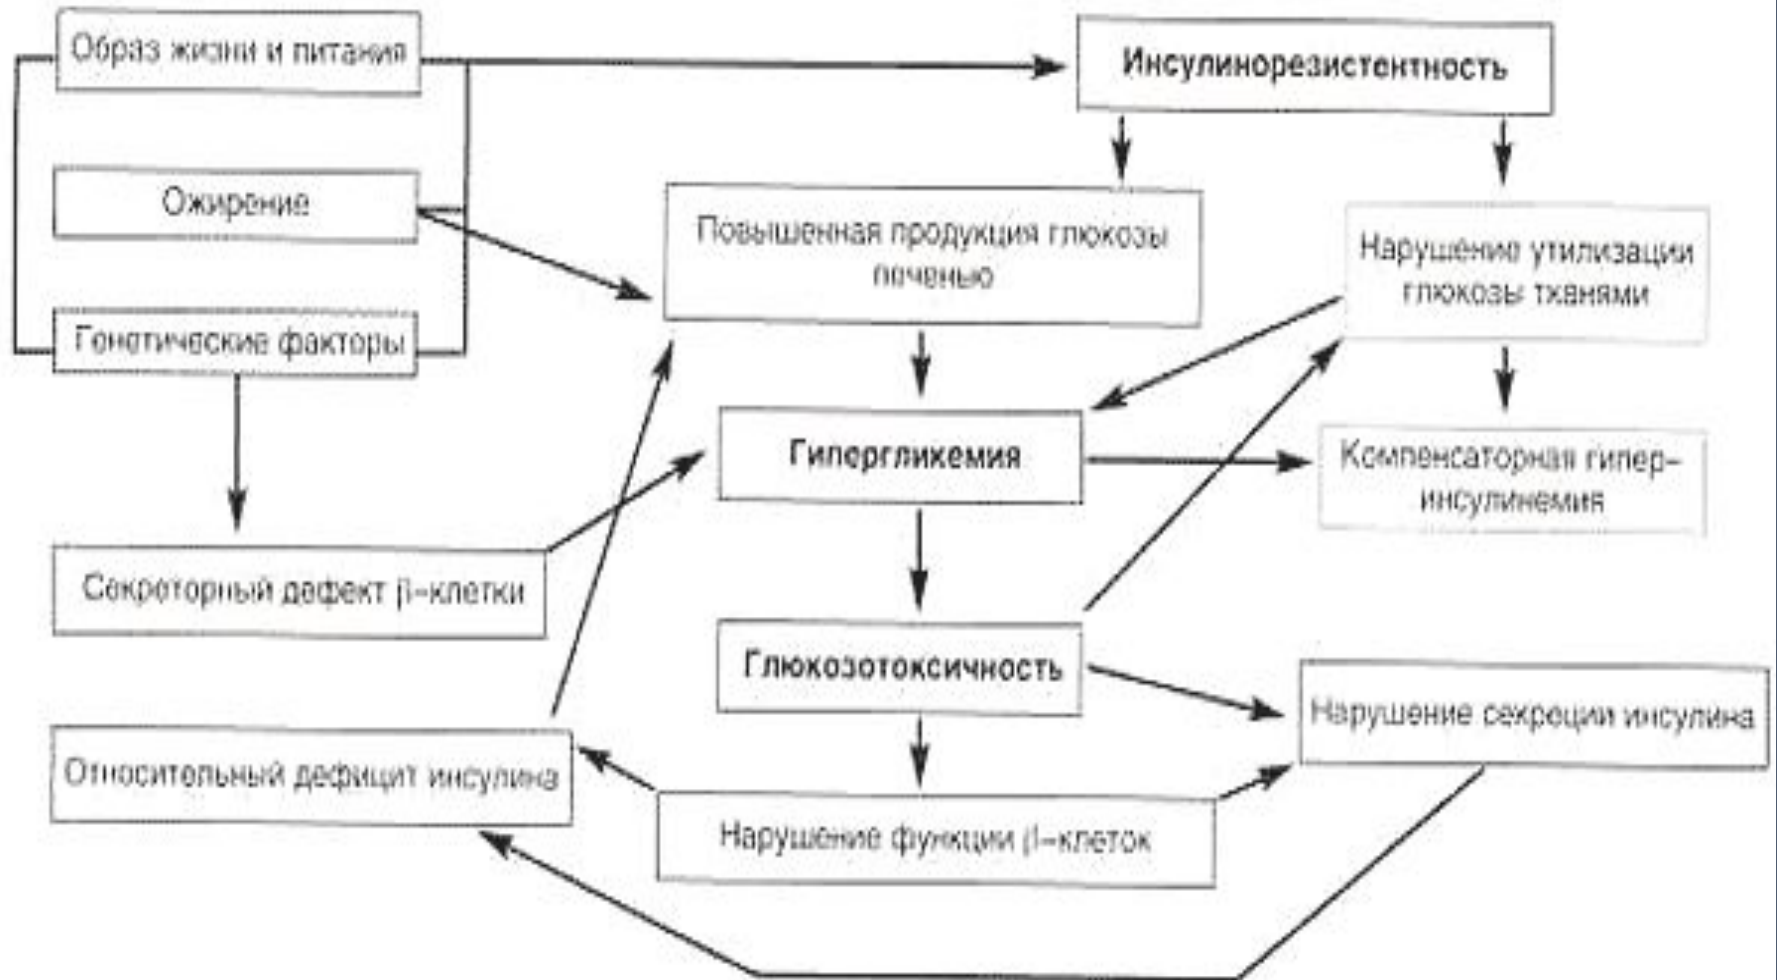 Образ жизни и питания
Инсулинорезистентность
Ожирение
Повышенная продукция глюкозы
печенью
Нарушение утилизации
глюкозы тканями
Генетические факторы
Гипергликемия
Компенсаторная гипер-
инсулинемия
Секреторный дефект β-клетки
Глюкозотоксичность
Нарушение секреции инсулина
Относительный дефицит инсулина
Нарушение функции β-клеток